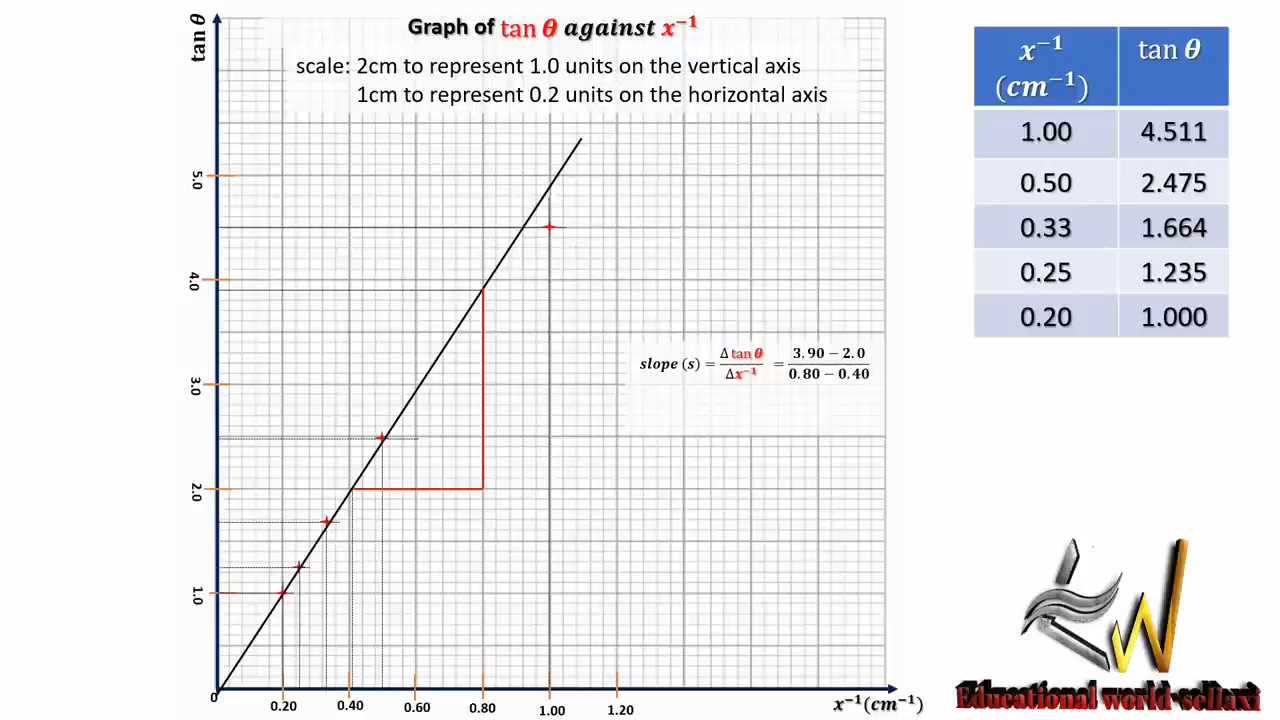 Graph of tan θ against x⁻¹
scale: 2cm to represent 1.0 units on the vertical axis
1cm to represent 0.2 units on the horizontal axis
tan θ
5.0
4.0
3.0
2.0
1.0
0
0.20 0.40 0.60 0.80 1.00 1.20
x⁻¹(cm⁻¹)
slope (s) = Δ tan θ / Δx⁻¹ = 3.90 − 2.0 / 0.80 − 0.40
x⁻¹ (cm⁻¹) tan θ
1.00 4.511
0.50 2.475
0.33 1.664
0.25 1.235
0.20 1.000
Educational world-sellaxi